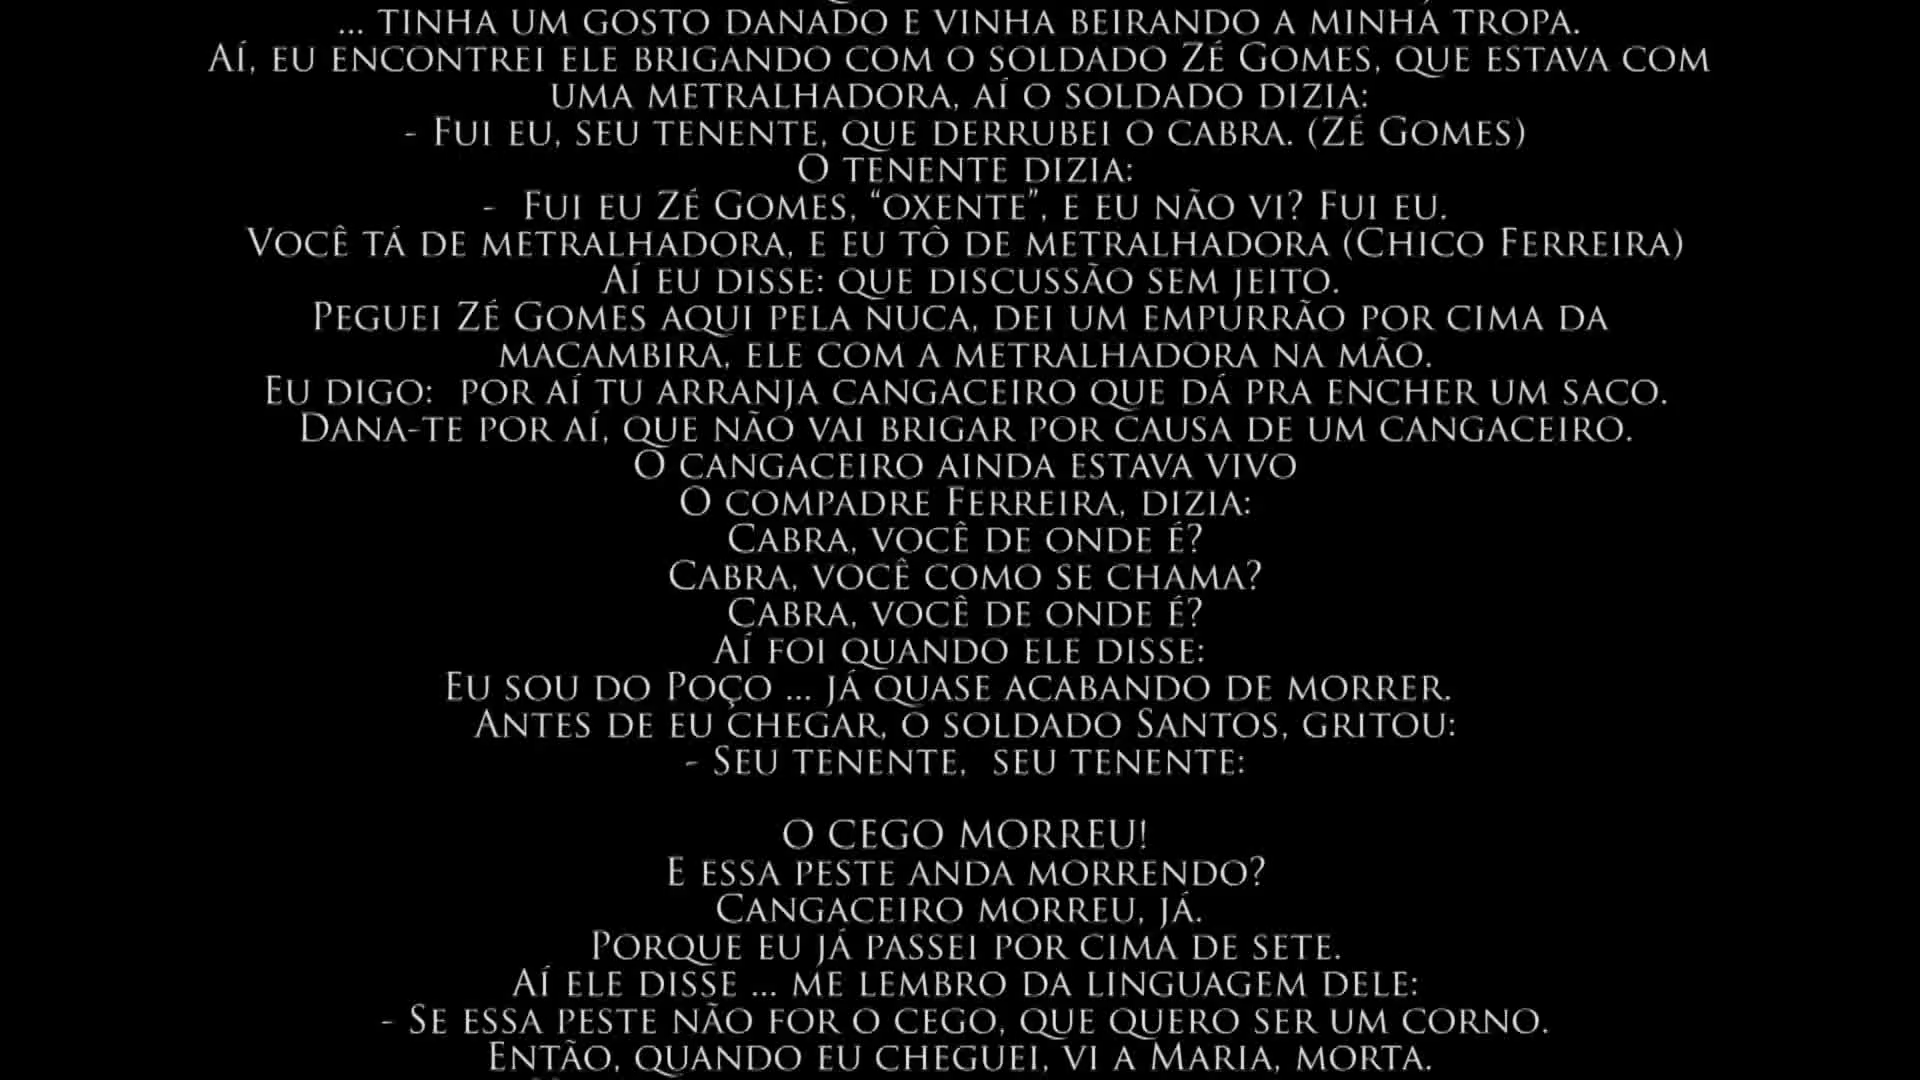 ... tinha um gosto danado e vinha beirando a minha tropa.
Aí, eu encontrei ele brigando com o soldado Zé Gomes, que estava com
uma metralhadora, aí o soldado dizia:
- Fui eu, seu tenente, que derrubei o cabra. (Zé Gomes)
O tenente dizia:
- Fui eu Zé Gomes, “oxente”, e eu não vi? Fui eu.
Você tá de metralhadora, e eu tô de metralhadora (Chico Ferreira)
Aí eu disse: que discussão sem jeito.
Peguei Zé Gomes aqui pela nuca, dei um empurrão por cima da
macambira, ele com a metralhadora na mão.
Eu digo: por aí tu arranja cangaceiro que dá pra encher um saco.
Dana-te por aí, que não vai brigar por causa de um cangaceiro.
O cangaceiro ainda estava vivo
O compadre Ferreira, dizia:
Cabra, você de onde é?
Cabra, você como se chama?
Cabra, você de onde é?
Aí foi quando ele disse:
Eu sou do Poço ... já quase acabando de morrer.
Antes de eu chegar, o soldado Santos, gritou:
- Seu tenente, seu tenente:
O CEGO MORREU!
E essa peste anda morrendo?
Cangaceiro morreu, já.
Porque eu já passei por cima de sete.
Aí ele disse ... me lembro da linguagem dele:
- Se essa peste não for o cego, que quero ser um corno.
Então, quando eu cheguei, vi a Maria, morta.